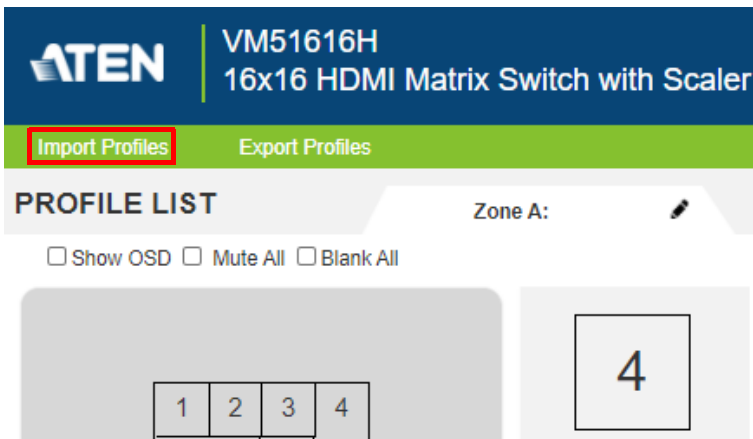 ATEN
VM51616H
16x16 HDMI Matrix Switch with Scaler
Import Profiles Export Profiles
PROFILE LIST
Zone A:
Show OSD Mute All Blank All
1 2 3 4
4